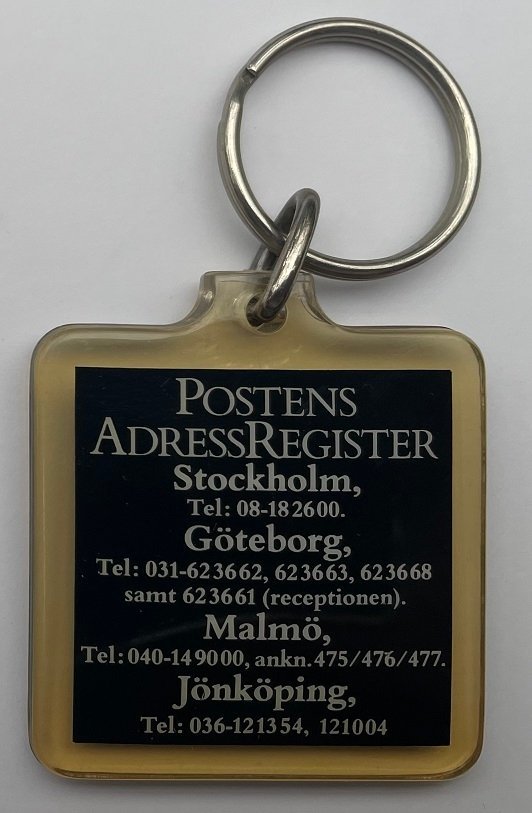 POSTENS
ADRESSREGISTER
Stockholm,
Tel: 08-182600.
Göteborg,
Tel: 031-623662, 623663, 623668
samt 623661 (receptionen).
Malmö,
Tel: 040-149000, ankn. 475/476/477.
Jönköping,
Tel: 036-121354, 121004